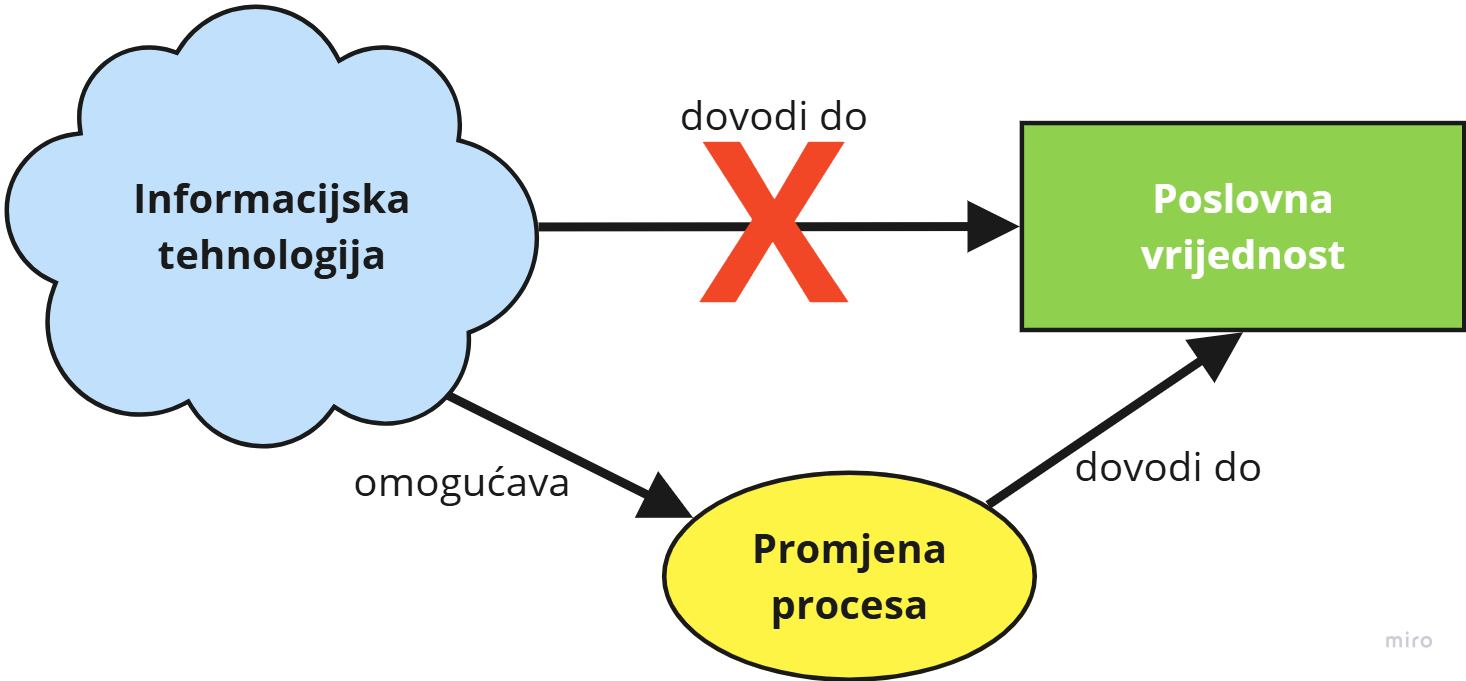 dovodi do
Informacijska
tehnologija
Poslovna
vrijednost
omogućava
dovodi do
Promjena
procesa
miro